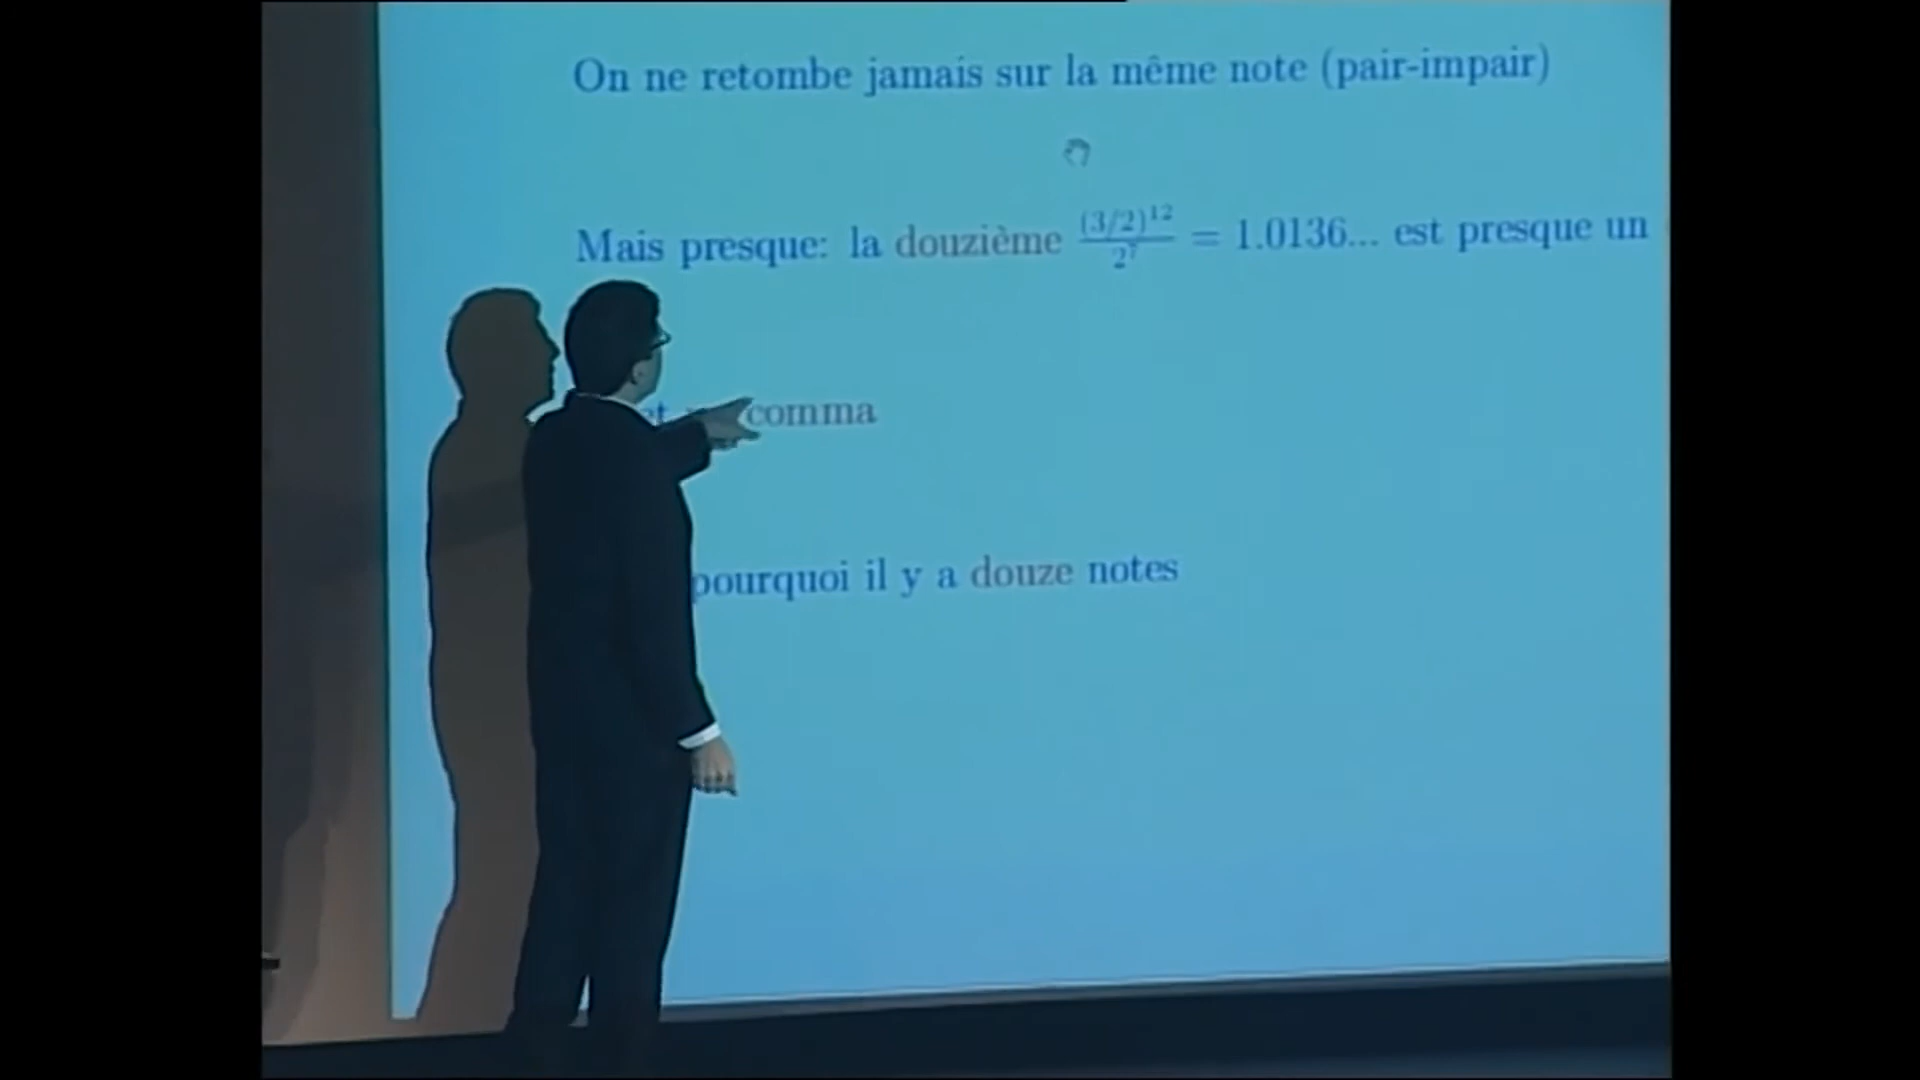 On ne retombe jamais sur la même note (pair-impair)
Mais presque: la douzième (3/2)^12 / 2^7 = 1.0136... est presque un
comma
pourquoi il y a douze notes